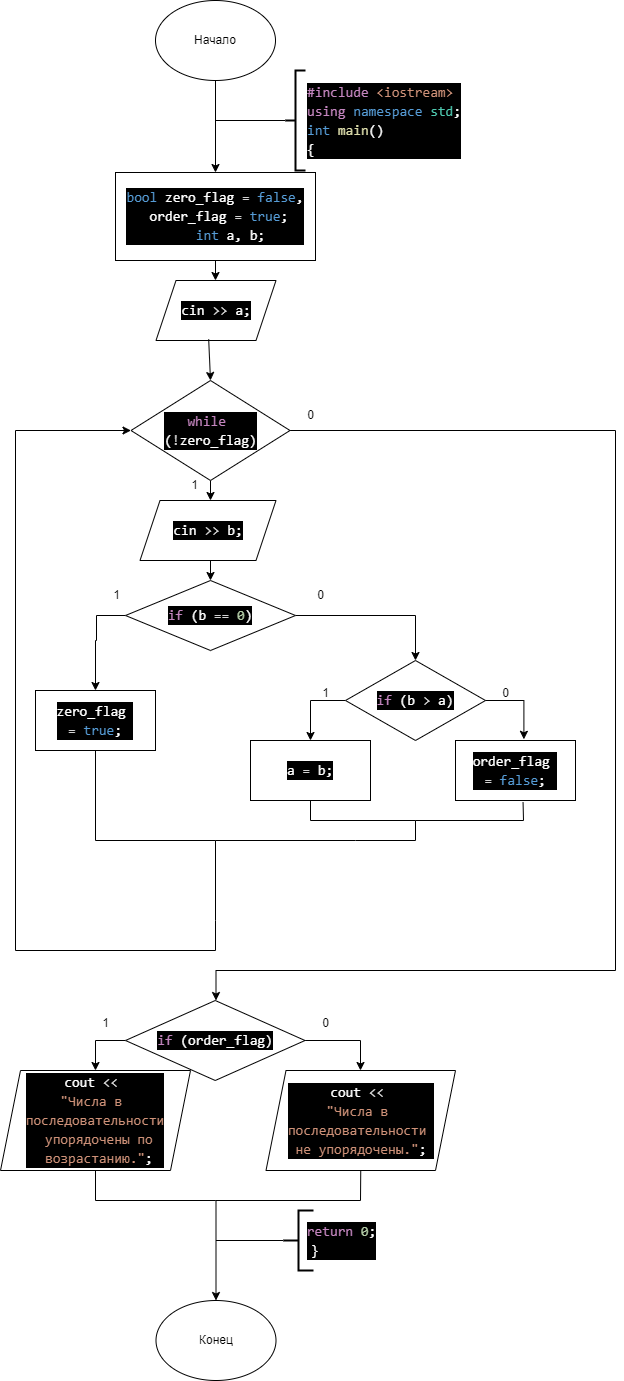 Начало
#include <iostream>
using namespace std;
int main()
{
bool zero_flag = false,
order_flag = true;
int a, b;
cin >> a;
while
(!zero_flag)
0
1
cin >> b;
if (b == 0)
1
0
zero_flag
= true;
if (b > a)
1
0
a = b;
order_flag
= false;
if (order_flag)
1
0
cout <<
"Числа в
последовательности
упорядочены по
возрастанию.";
cout <<
"Числа в
последовательности
не упорядочены.";
return 0;
}
Конец